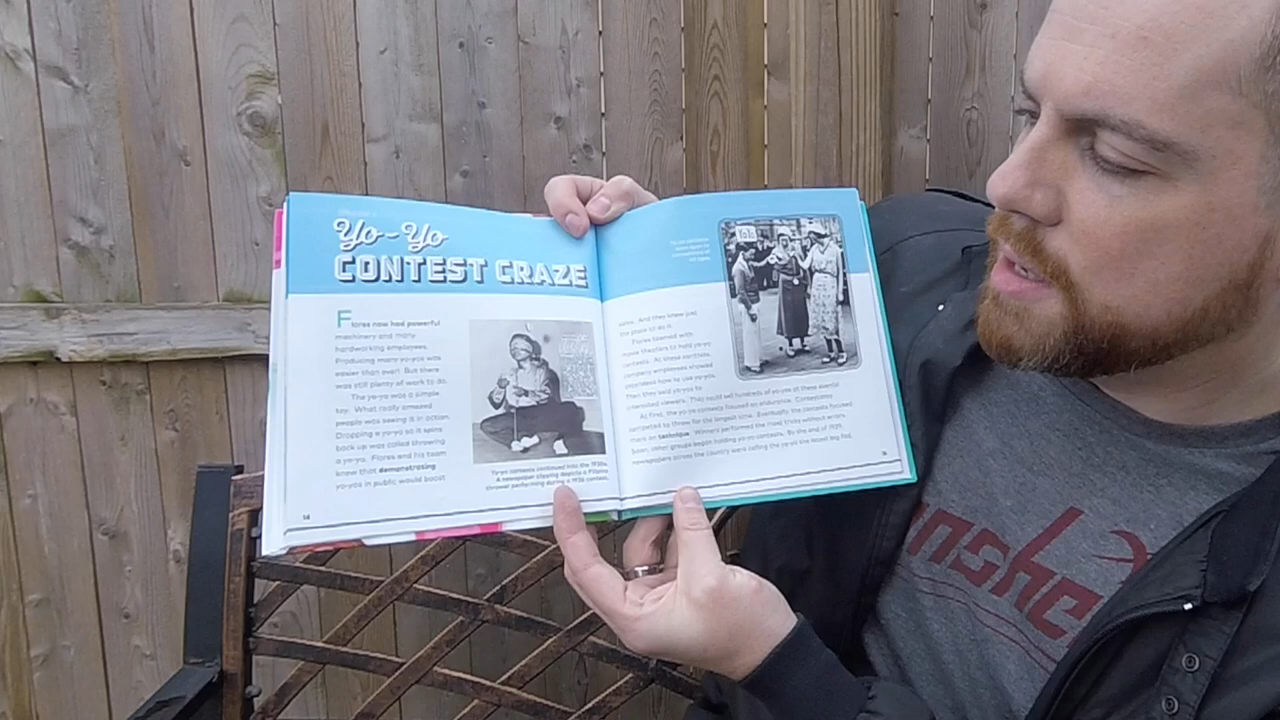 Yo-Yo
CONTEST CRAZE
Flores now had powerful
machinery and many
hardworking employees.
Producing many yo-yos was
easier than ever! But there
was still plenty of work to do.
The yo-yo was a simple
toy. What really amazed
people was seeing it in action.
Dropping a yo-yo so it spins
back up was called throwing
a yo-yo. Flores and his team
knew that demonstrating
yo-yos in public would boost
Yo-yo contests continued into the 1930s.
A newspaper clipping depicts a Filipino
thrower performing during a 1936 contest.
14
sales. And they knew just
the place to do it.
Flores teamed with
movie theaters to hold yo-yo
contests. At these contests,
company employees showed
attendees how to use yo-yos.
Then they sold yo-yos to
interested viewers. They could sell hundreds of yo-yos at these events!
At first, the yo-yo contests focused on endurance. Contestants
competed to throw for the longest time. Eventually, the contests focused
more on technique. Winners performed the most tricks without errors.
Soon, other groups began holding yo-yo contests. By the end of 1929,
newspapers across the country were calling the yo-yo the newest big fad.
15